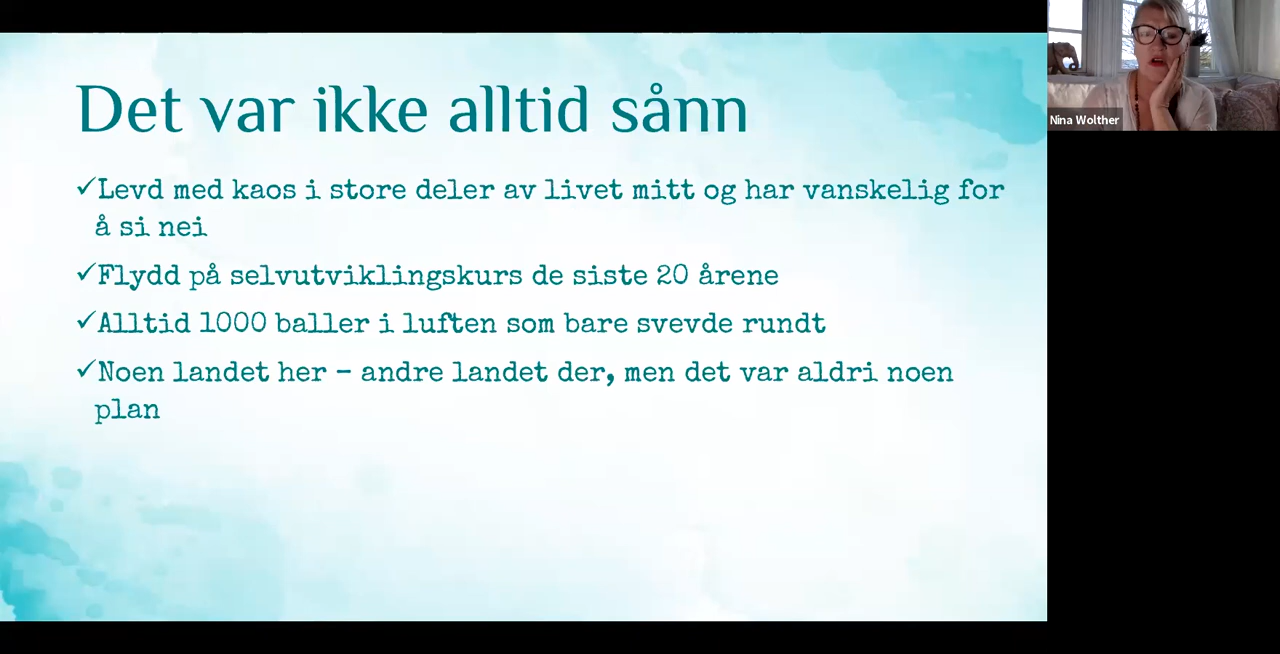 Det var ikke alltid sånn
✓Levd med kaos i store deler av livet mitt og har vanskelig for
å si nei
✓Flydd på selvutviklingskurs de siste 20 årene
✓Alltid 1000 baller i luften som bare svevde rundt
✓Noen landet her – andre landet der, men det var aldri noen
plan
Nina Wolther